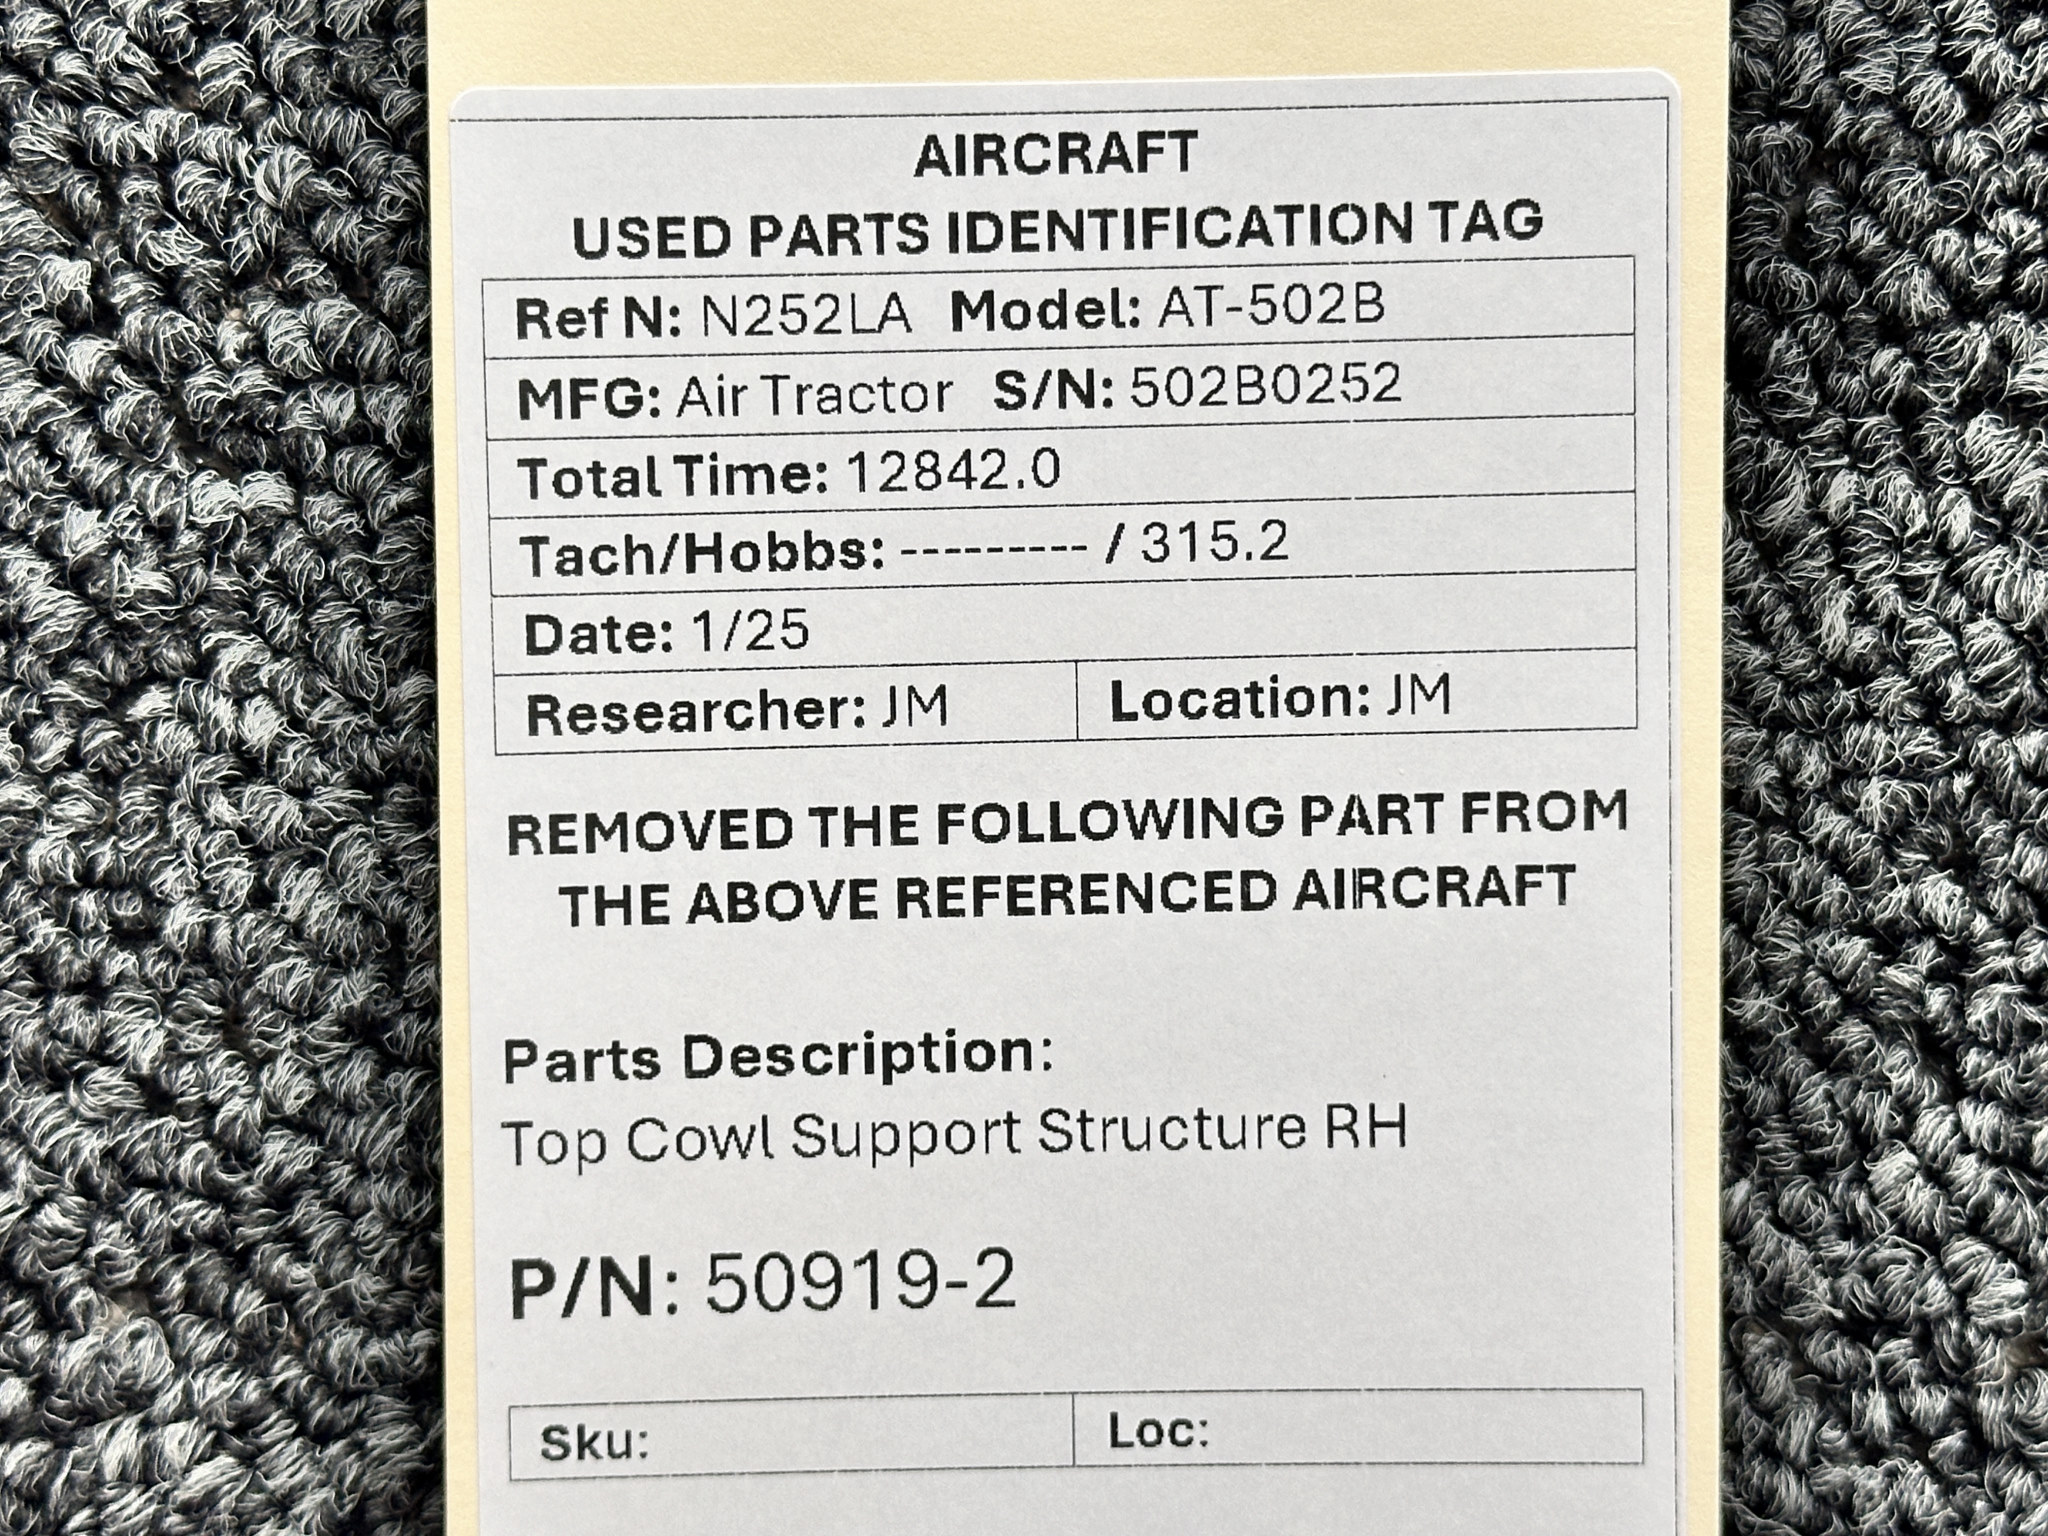 AIRCRAFT
USED PARTS IDENTIFICATION TAG
Ref N: N252LA Model: AT-502B
MFG: Air Tractor S/N: 502B0252
Total Time: 12842.0
Tach/Hobbs: --------- / 315.2
Date: 1/25
Researcher: JM Location: JM
REMOVED THE FOLLOWING PART FROM
THE ABOVE REFERENCED AIRCRAFT
Parts Description:
Top Cowl Support Structure RH
P/N: 50919-2
Sku: Loc: